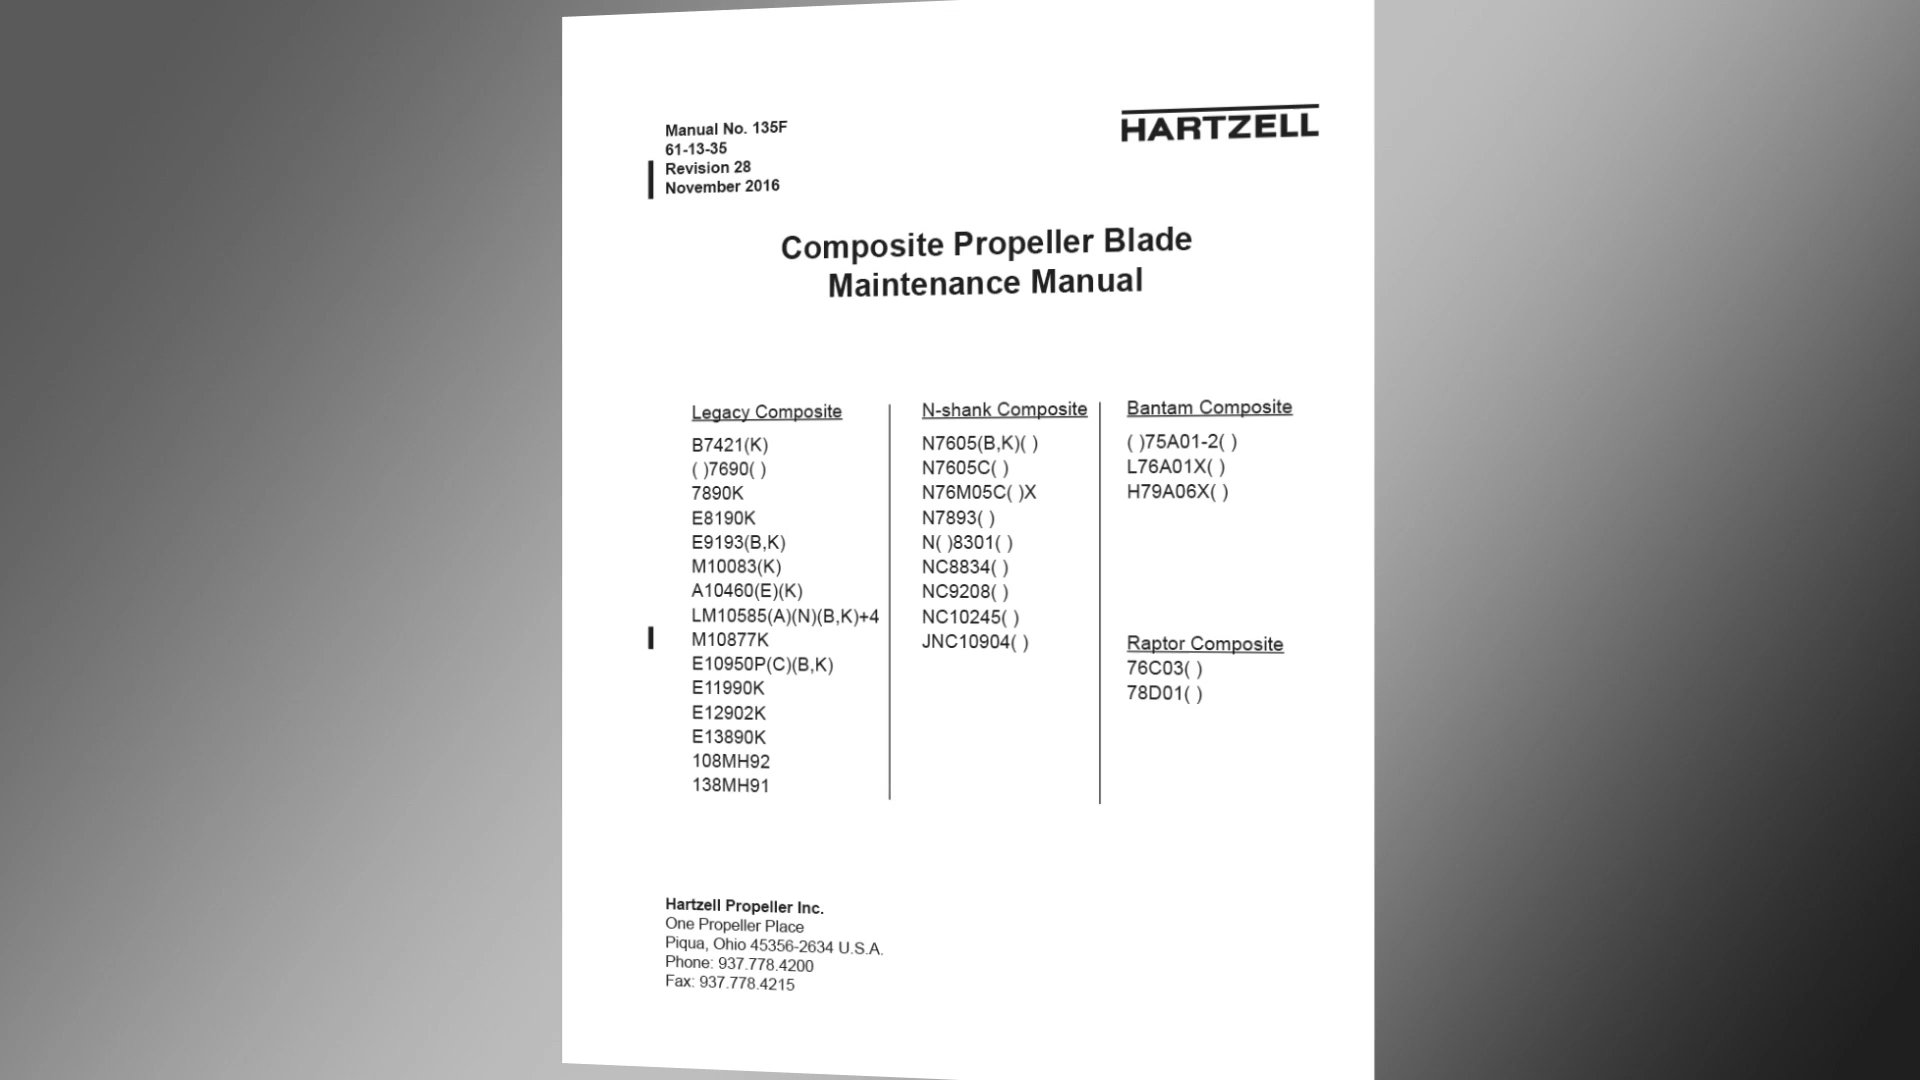 Manual No. 135F
61-13-35
Revision 28
November 2016
HARTZELL
Composite Propeller Blade
Maintenance Manual
Legacy Composite
B7421(K)
( )7690( )
7890K
E8190K
E9193(B,K)
M10083(K)
A10460(E)(K)
LM10585(A)(N)(B,K)+4
M10877K
E10950P(C)(B,K)
E11990K
E12902K
E13890K
108MH92
138MH91
N-shank Composite
N7605(B,K)( )
N7605C( )
N76M05C( )X
N7893( )
N( )8301( )
NC8834( )
NC9208( )
NC10245( )
JNC10904( )
Bantam Composite
( )75A01-2( )
L76A01X( )
H79A06X( )
Raptor Composite
76C03( )
78D01( )
Hartzell Propeller Inc.
One Propeller Place
Piqua, Ohio 45356-2634 U.S.A.
Phone: 937.778.4200
Fax: 937.778.4215